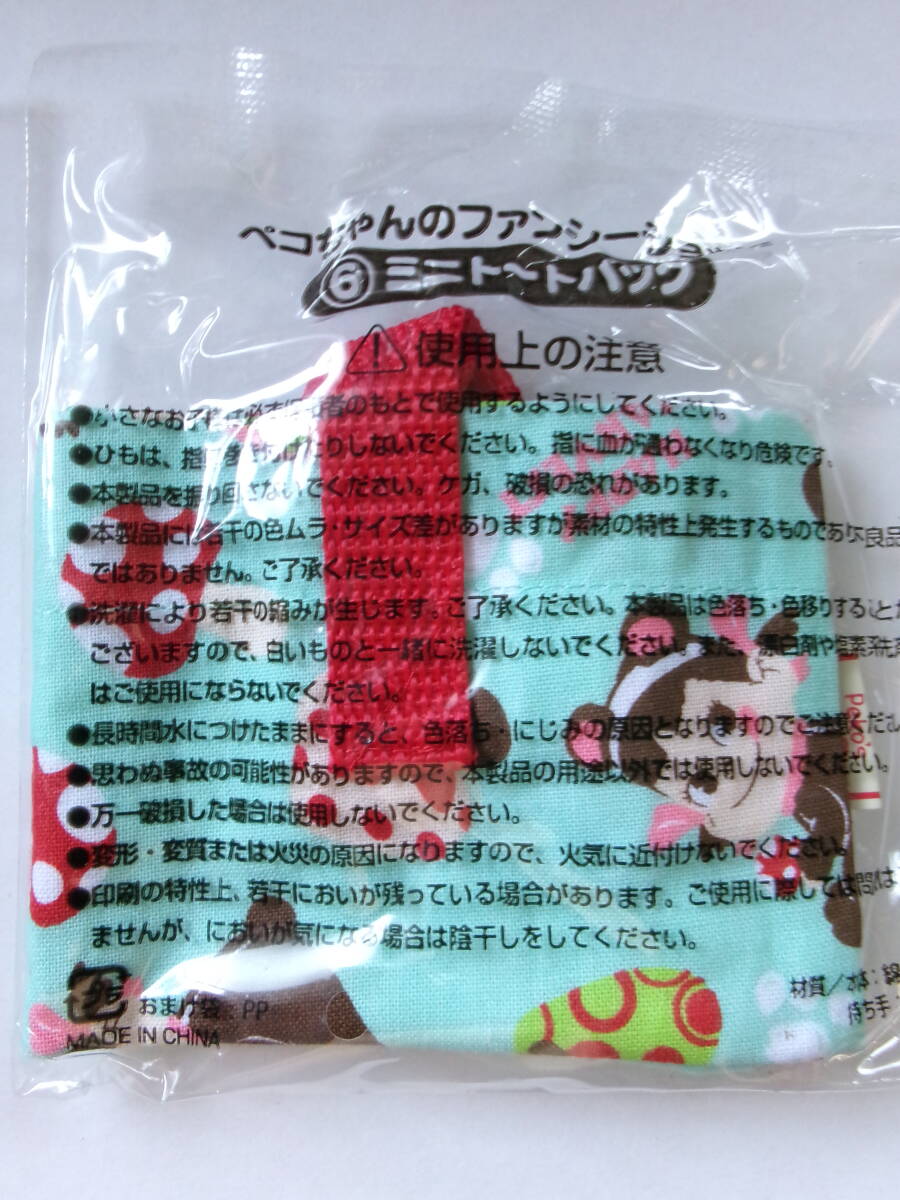 ペコちゃんのファンシーショ
⑥ミニトートバッグ
⚠使用上の注意
●小さなお子様は必ず保護者のもとで使用するようにしてください。
●ひもは、指に巻き付けたりしないでください。指に血が通わなくなり危険です。
●本製品を振り回さないでください。ケガ、破損の恐れがあります。
●本製品には若干の色ムラ・サイズ差がありますが素材の特性上発生するものであり不良品
ではありません。ご了承ください。
●洗濯により若干の縮みが生じます。ご了承ください。本製品は色落ち・色移りすることが
ございますので、白いものと一緒に洗濯しないでください。また、漂白剤や塩素系洗剤
はご使用にならないでください。
●長時間水につけたままにすると、色落ち・にじみの原因となりますのでご注意ください
●思わぬ事故の可能性がありますので、本製品の用途以外では使用しないでください。
●万一破損した場合は使用しないでください。
●変形・変質または火災の原因になりますので、火気に近付けないでください。
●印刷の特性上、若干においが残っている場合があります。ご使用に際しては問題は
ませんが、においが気になる場合は陰干しをしてください。
材質／本体：綿
持ち手：
プラ おまけ袋：PP
MADE IN CHINA
peko's